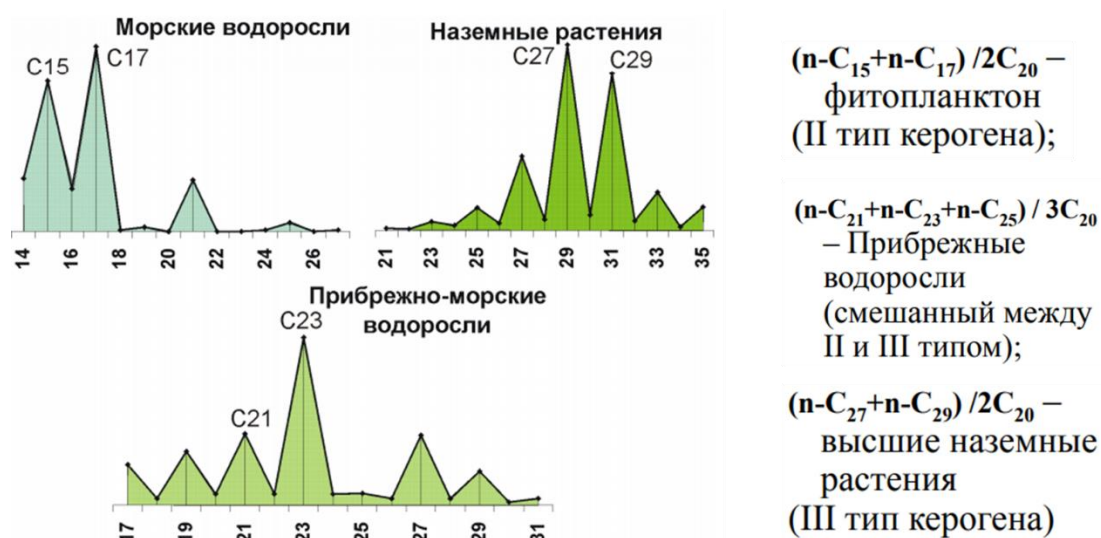 Морские водоросли
C15
C17
14 16 18 20 22 24 26
Наземные растения
C27
C29
21 23 25 27 29 31 33 35
Прибрежно-морские
водоросли
C23
C21
17 19 21 23 25 27 29 31
(n-C₁₅+n-C₁₇) /2C₂₀ –
фитопланктон
(II тип керогена);
(n-C₂₁+n-C₂₃+n-C₂₅) / 3C₂₀
– Прибрежные
водоросли
(смешанный между
II и III типом);
(n-C₂₇+n-C₂₉) /2C₂₀ –
высшие наземные
растения
(III тип керогена)